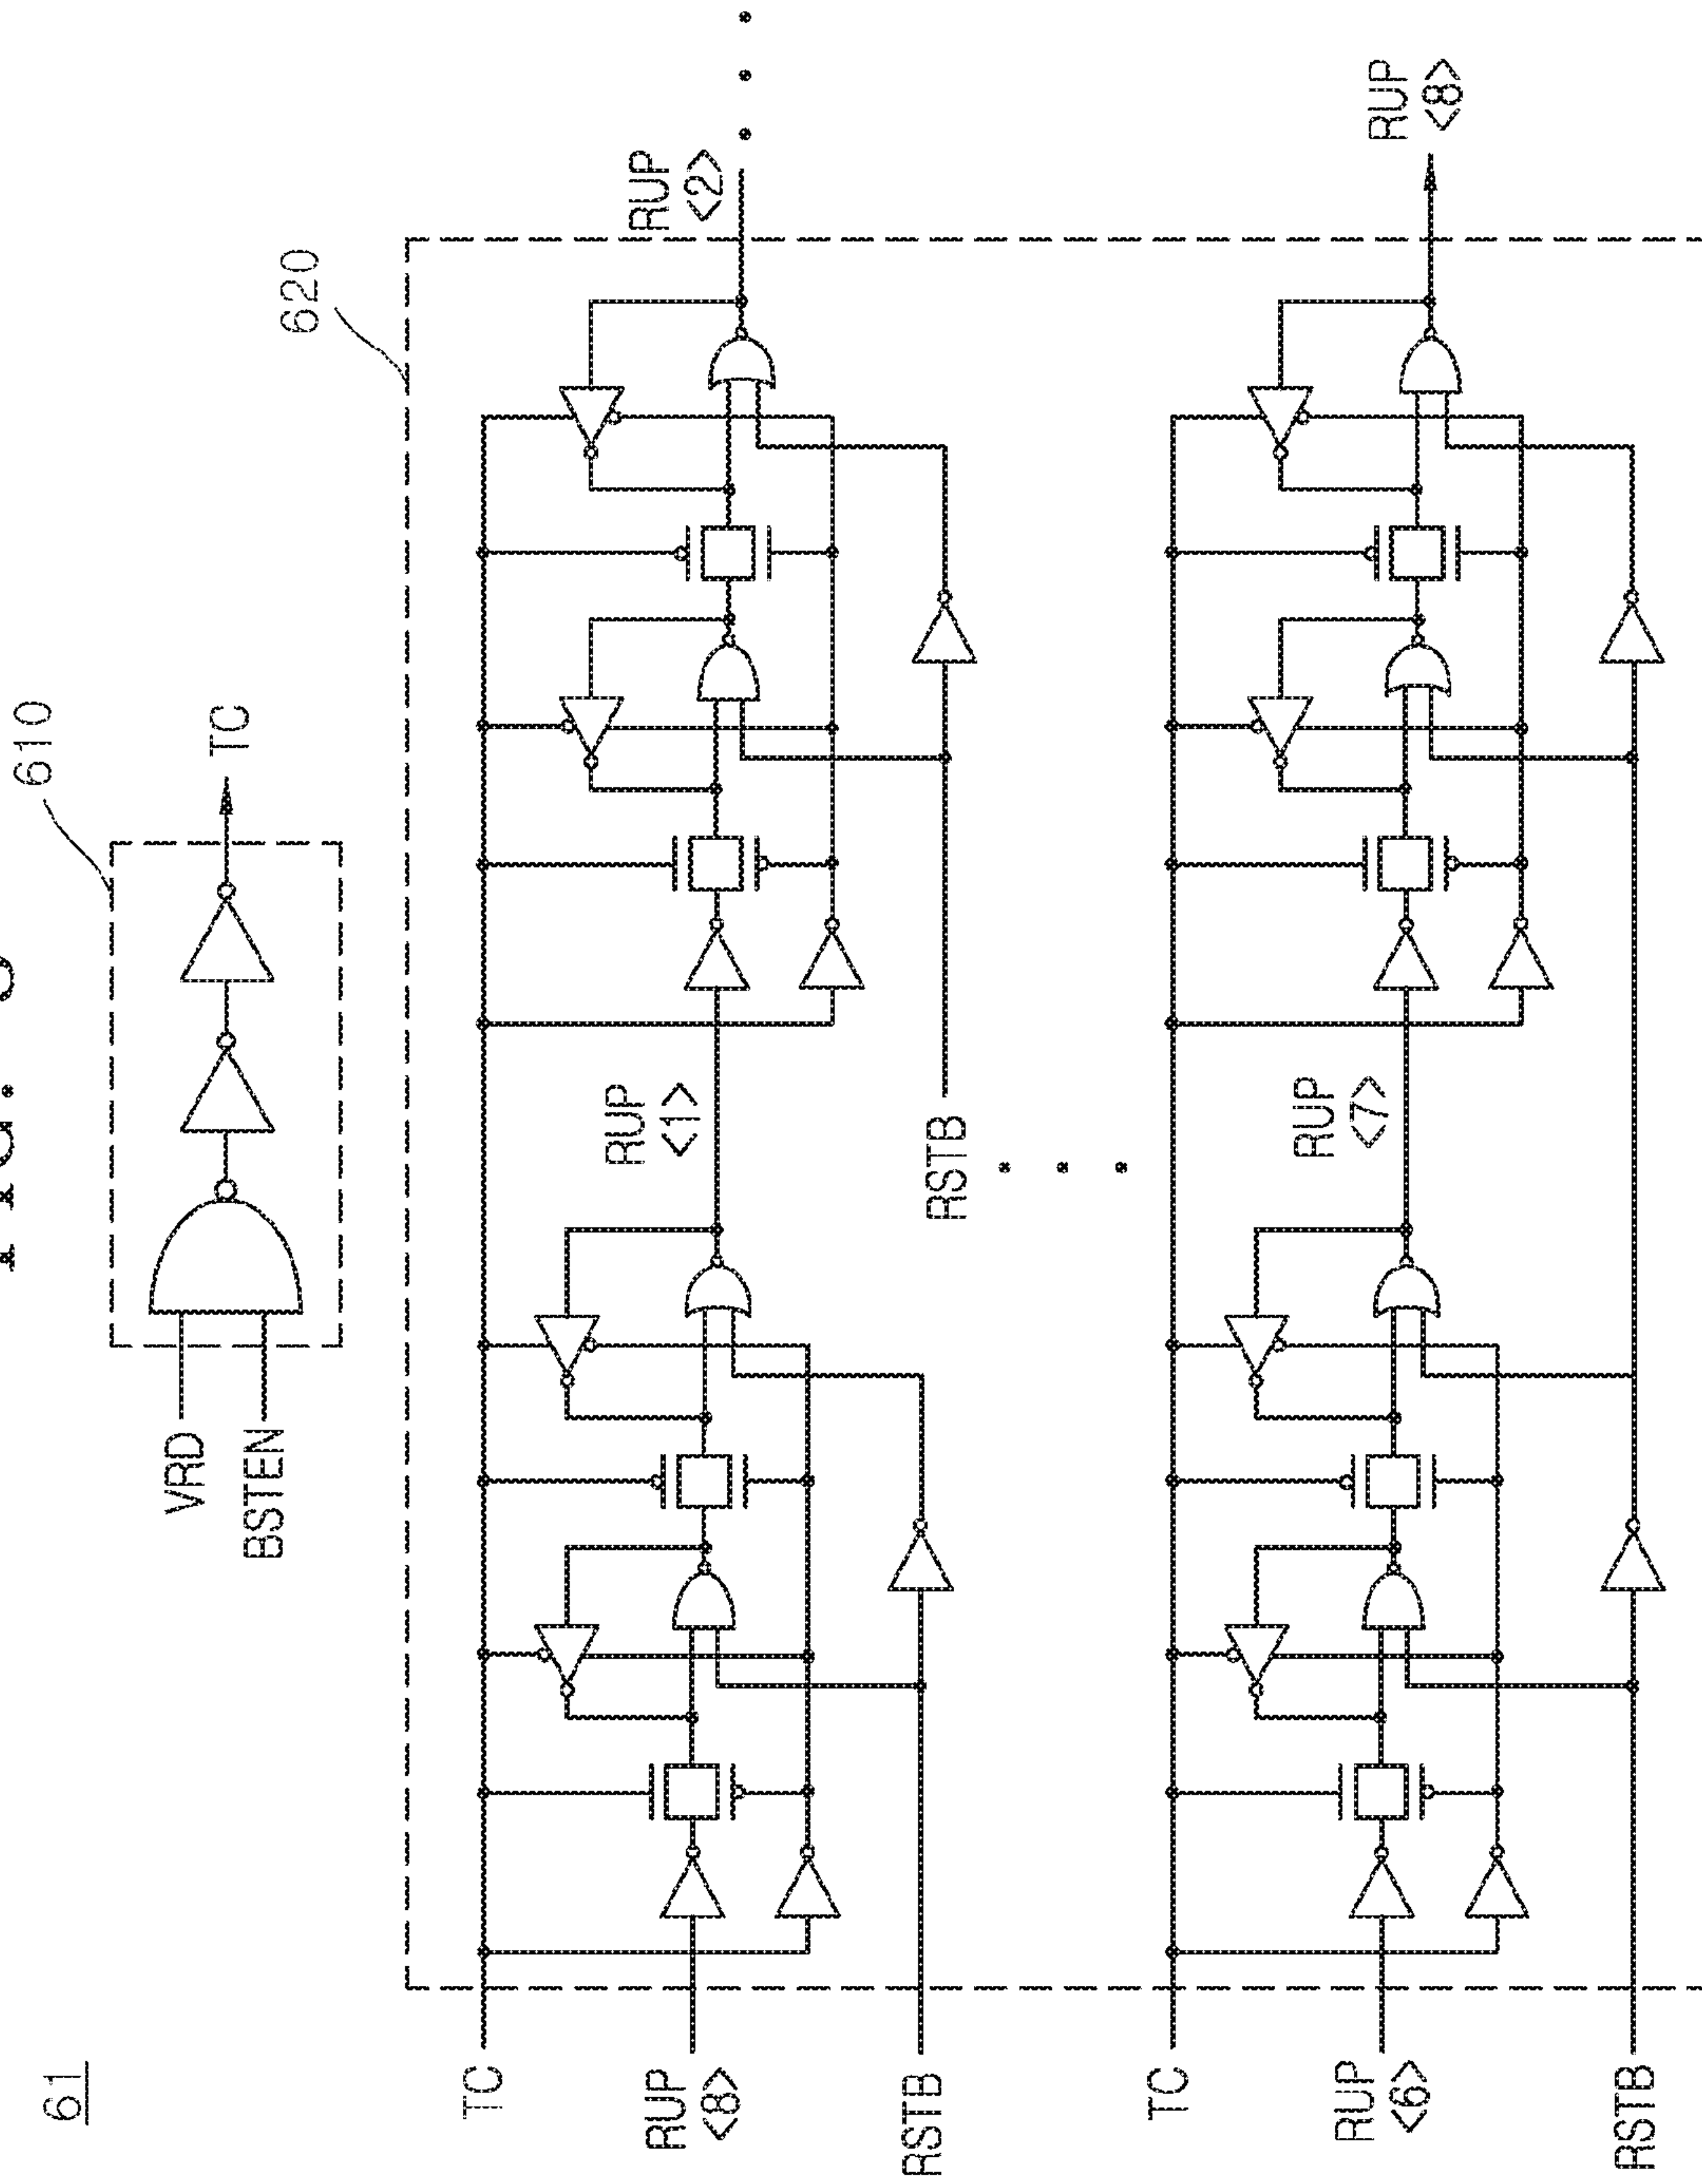 61
610
VRD
BSTEN
TC
620
TC
RUP
<8>
RSTB
RUP
<1>
RSTB
RUP
<2>
TC
RUP
<6>
RSTB
RUP
<7>
RUP
<8>